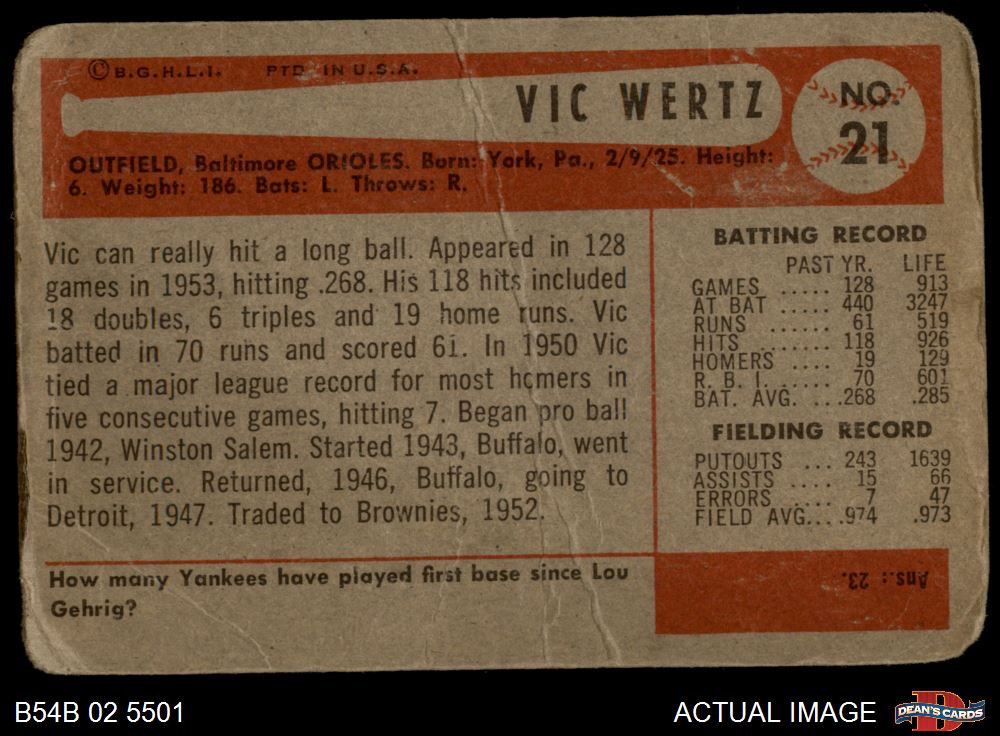 ©B.G.H.L.I. PTD. IN U.S.A.
VIC WERTZ
NO.
21
OUTFIELD, Baltimore ORIOLES. Born: York, Pa., 2/9/25. Height:
6. Weight: 186. Bats: L. Throws: R.
Vic can really hit a long ball. Appeared in 128
games in 1953, hitting .268. His 118 hits included
18 doubles, 6 triples and 19 home runs. Vic
batted in 70 runs and scored 61. In 1950 Vic
tied a major league record for most homers in
five consecutive games, hitting 7. Began pro ball
1942, Winston Salem. Started 1943, Buffalo, went
in service. Returned, 1946, Buffalo, going to
Detroit, 1947. Traded to Brownies, 1952.
BATTING RECORD
PAST YR. LIFE
GAMES ..... 128 913
AT BAT ..... 440 3247
RUNS ...... 61 519
HITS ....... 118 926
HOMERS .... 19 129
R. B. I. ..... 70 601
BAT. AVG. ...268 .285
FIELDING RECORD
PUTOUTS ... 243 1639
ASSISTS .... 15 66
ERRORS .... 7 47
FIELD AVG....974 .973
How many Yankees have played first base since Lou
Gehrig?
Ans.: 23.
B54B 02 5501
ACTUAL IMAGE
D
DEAN'S CARDS